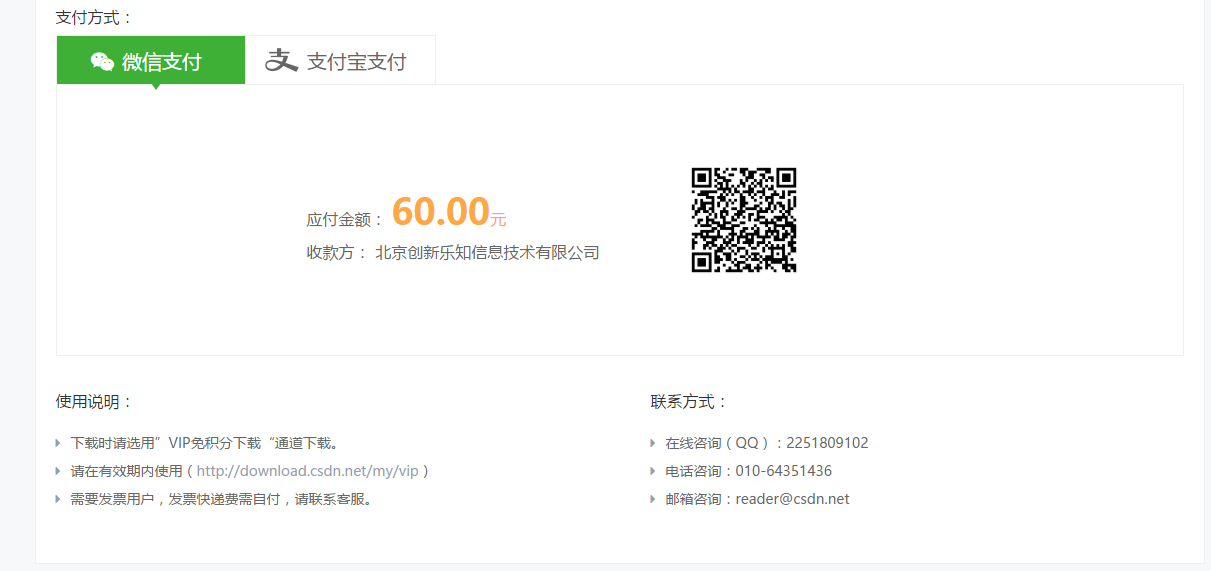 支付方式：
微信支付
支付宝支付
应付金额： 60.00元
收款方： 北京创新乐知信息技术有限公司
使用说明：
下载时请选用”VIP免积分下载“通道下载。
请在有效期内使用（http://download.csdn.net/my/vip ）
需要发票用户，发票快递费需自付，请联系客服。
联系方式：
在线咨询（QQ）：2251809102
电话咨询：010-64351436
邮箱咨询：reader@csdn.net